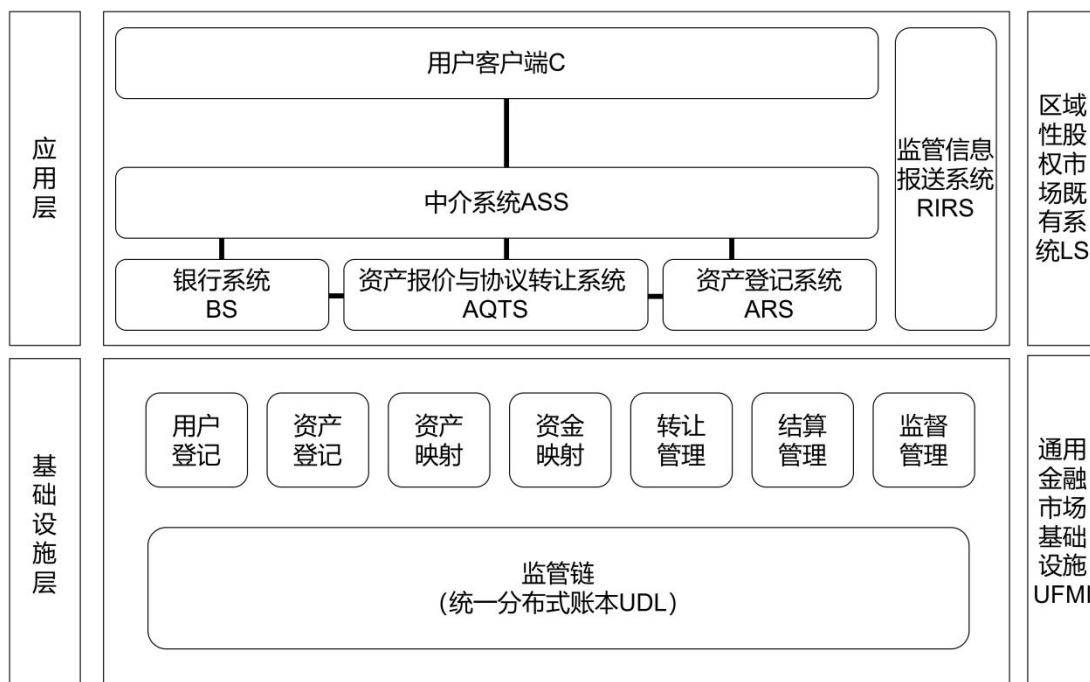 应
用
层
用户客户端C
中介系统ASS
银行系统
BS
资产报价与协议转让系统
AQTS
资产登记系统
ARS
监管信息
报送系统
RIRS
区域
性股
权市
场既
有系
统LS
基
础
设
施
层
用户
登记
资产
登记
资产
映射
资金
映射
转让
管理
结算
管理
监督
管理
监管链
（统一分布式账本UDL）
通用
金融
市场
基础
设施
UFMI